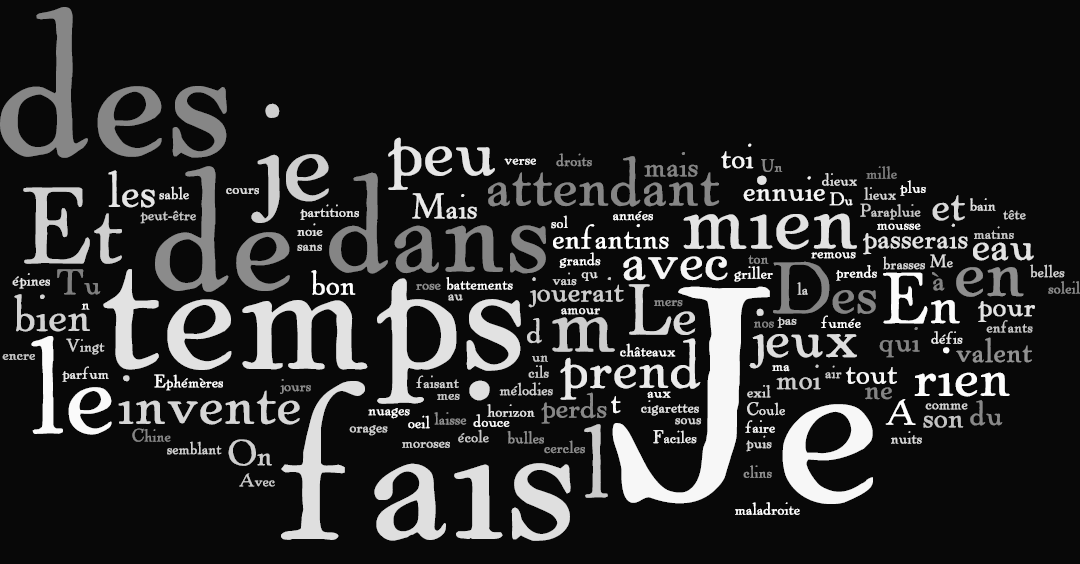 des
je
peu
verse
droits
mais
toi
Un
mille
Et
les
sable
cours
de
dans
attendant
ennuie
dieux
Du
lieux
plus
peut-être
partitions
noie
sans
Mais
sol
années
enfantins
mien
Parapluie
mousse
et
bain
tête
passerais
matins
eau
remous
grands
vais
qu
avec
ton
griller
Des
la
prends
brasses
Me
à
en
belles
soleil
épines
Tu
bien
n
temps
bon
rose
au
battements
jouerait
amour
d
m
Le
mers
Je
nos
pas
fumée
jeux
En
pour
enfants
qui
défis
valent
encre
Vingt
le
parfum
Ephémères
jours
invente
un
cils
châteaux
prend
ma
moi
air
tout
ne
rien
faisant
mes
mélodies
aux
exil
nuages
orages
oeil
laisse
douce
horizon
perds
t
cigarettes
sous
Coule
faire
puis
A
comme
son
du
nuits
Chine
semblant
On
Avec
fais
moroses
école
bulles
cercles
l
Faciles
clins
maladroite